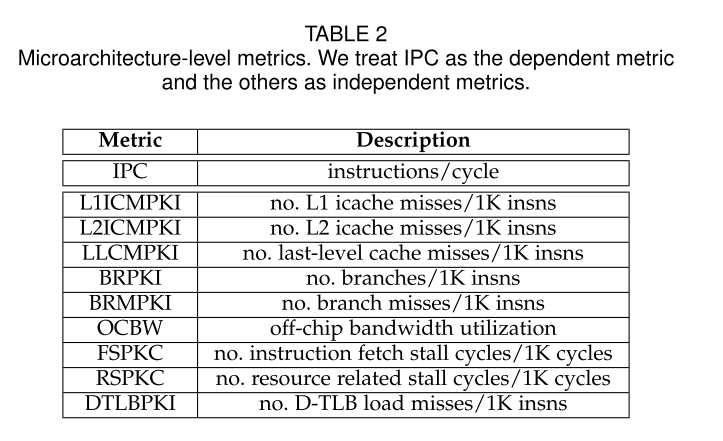 TABLE 2
Microarchitecture-level metrics. We treat IPC as the dependent metric
and the others as independent metrics.
Metric Description
IPC instructions/cycle
L1ICMPKI no. L1 icache misses/1K insns
L2ICMPKI no. L2 icache misses/1K insns
LLCMPKI no. last-level cache misses/1K insns
BRPKI no. branches/1K insns
BRMPKI no. branch misses/1K insns
OCBW off-chip bandwidth utilization
FSPKC no. instruction fetch stall cycles/1K cycles
RSPKC no. resource related stall cycles/1K cycles
DTLBPKI no. D-TLB load misses/1K insns